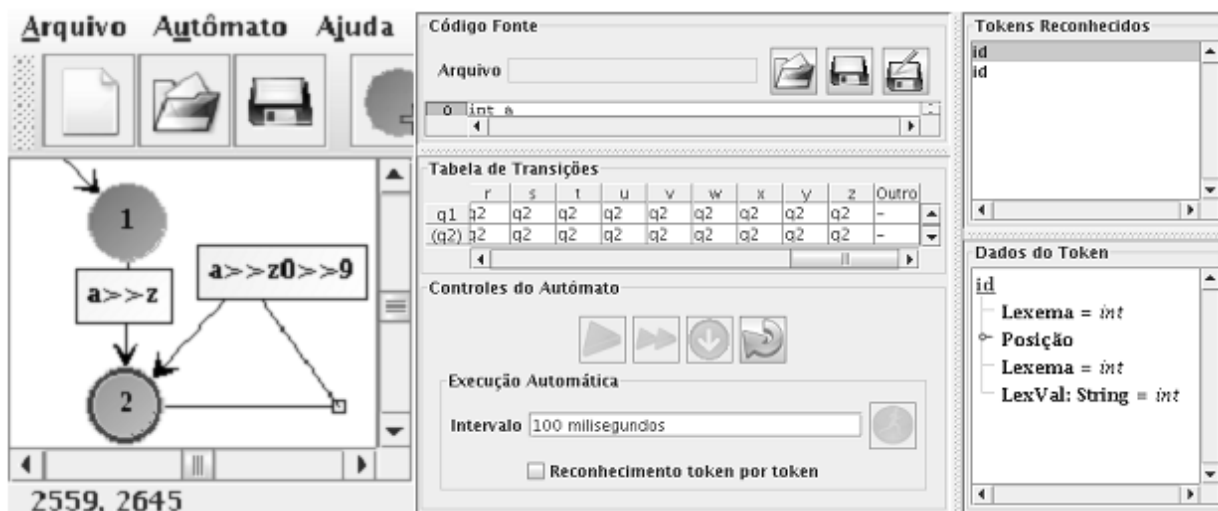 Arquivo Autômato Ajuda
1
a>>z0>>9
a>>z
2
2559, 2645
Código Fonte
Arquivo
0 int a
Tabela de Transições
r s t u v w x y z Outro
q1 q2 q2 q2 q2 q2 q2 q2 q2 q2 -
(q2) q2 q2 q2 q2 q2 q2 q2 q2 q2 -
Controles do Autômato
Execução Automática
Intervalo 100 milisegundos
Reconhecimento token por token
Tokens Reconhecidos
id
id
Dados do Token
id
Lexema = int
Posição
Lexema = int
LexVal: String = int